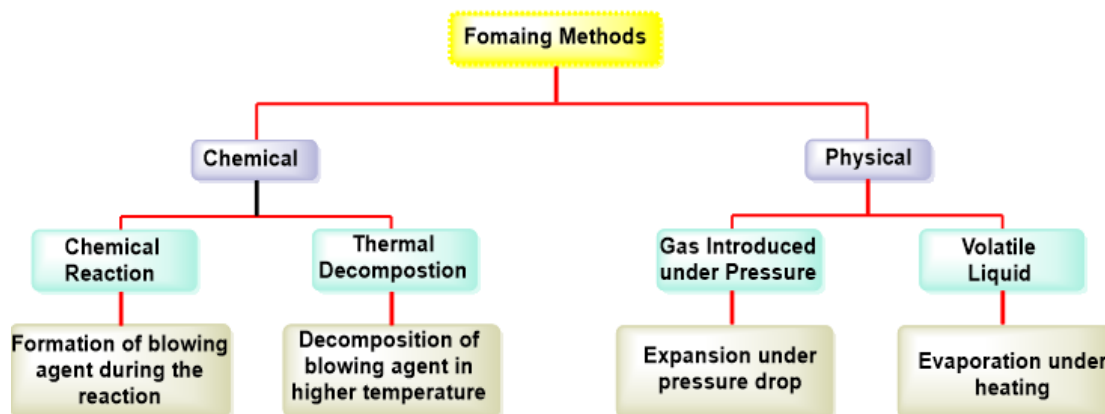 Fomaing Methods
Chemical
Physical
Chemical
Reaction
Thermal
Decompostion
Gas Introduced
under Pressure
Volatile
Liquid
Formation of blowing
agent during the
reaction
Decomposition of
blowing agent in
higher temperature
Expansion under
pressure drop
Evaporation under
heating